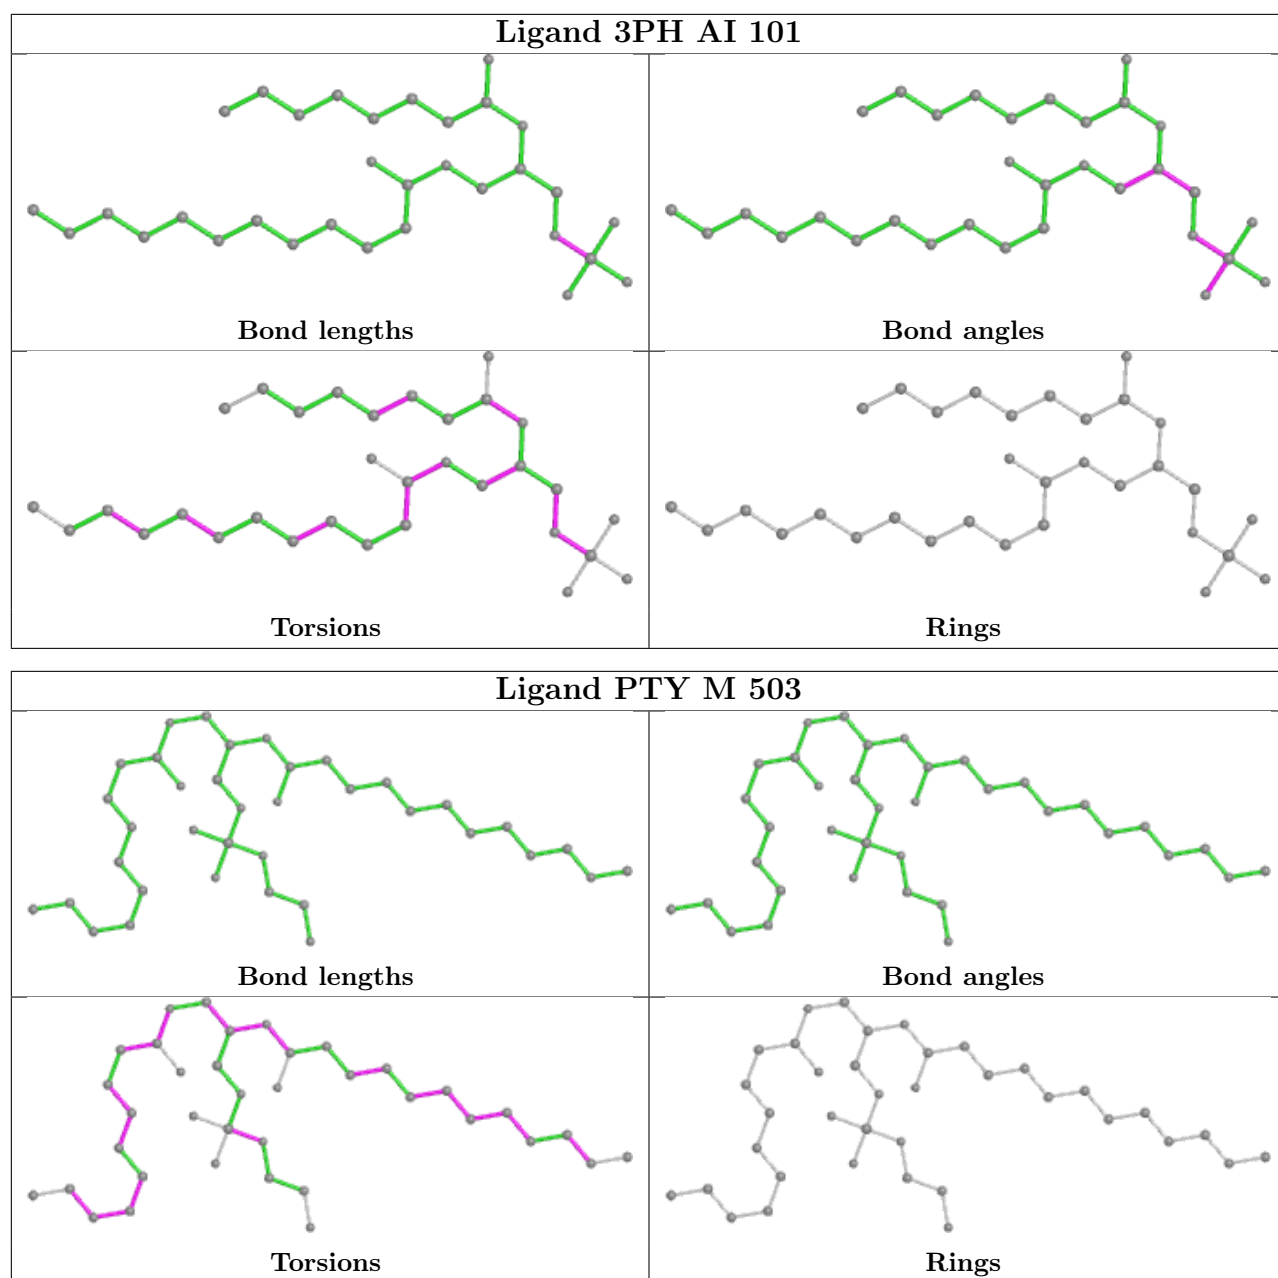 Ligand 3PH AI 101
Bond lengths
Bond angles
Torsions
Rings
Ligand PTY M 503
Bond lengths
Bond angles
Torsions
Rings